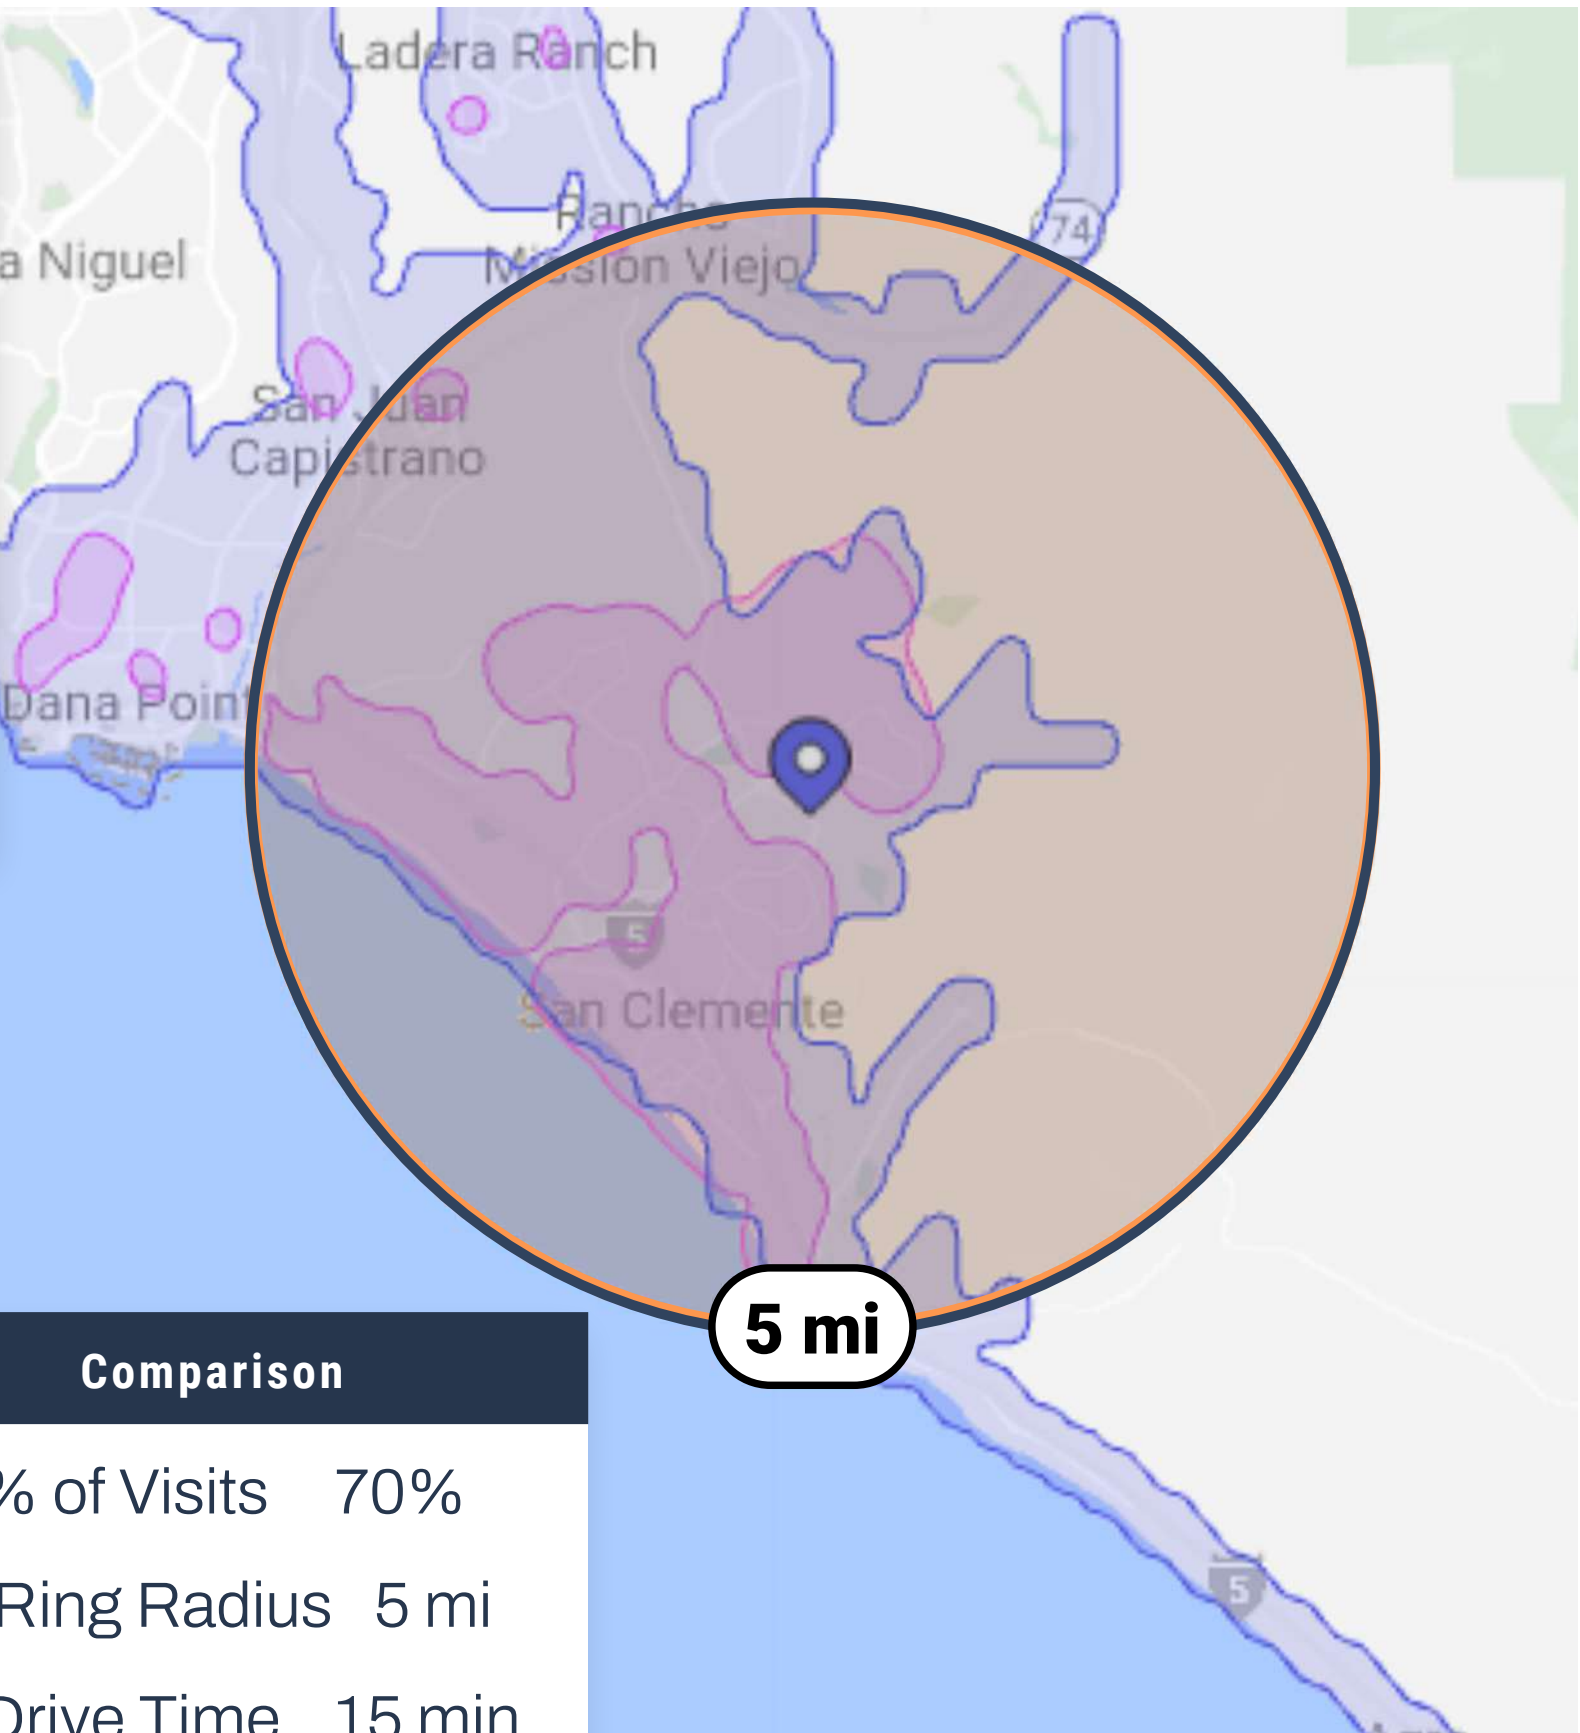 Ladera Ranch
Rancho
Mission Viejo
74
a Niguel
San Juan
Capistrano
Dana Point
5
San Clemente
5 mi
Comparison
% of Visits 70%
Ring Radius 5 mi
Drive Time 15 min
5